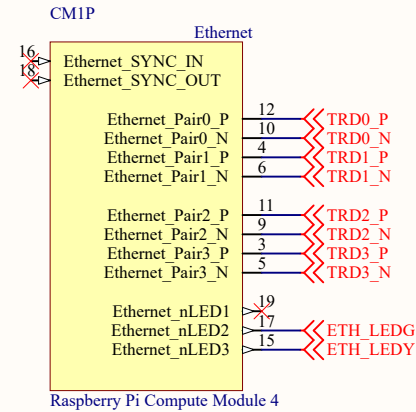 CM1P
Ethernet
16 Ethernet_SYNC_IN
18 Ethernet_SYNC_OUT
Ethernet_Pair0_P 12 TRD0_P
Ethernet_Pair0_N 10 TRD0_N
Ethernet_Pair1_P 4 TRD1_P
Ethernet_Pair1_N 6 TRD1_N
Ethernet_Pair2_P 11 TRD2_P
Ethernet_Pair2_N 9 TRD2_N
Ethernet_Pair3_P 3 TRD3_P
Ethernet_Pair3_N 5 TRD3_N
Ethernet_nLED1 19
Ethernet_nLED2 17 ETH_LEDG
Ethernet_nLED3 15 ETH_LEDY
Raspberry Pi Compute Module 4